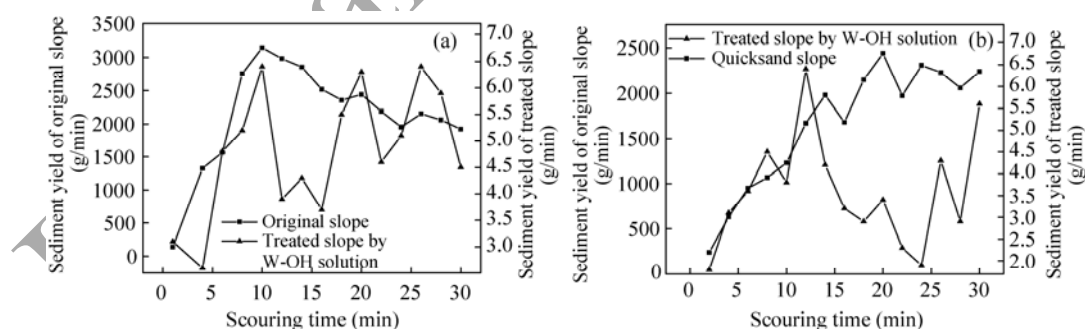 (a)
3500
3000
2500
2000
1500
1000
500
0
7.0
6.5
6.0
5.5
5.0
4.5
4.0
3.5
3.0
Sediment yield of original slope
(g/min)
Sediment yield of treated slope
(g/min)
Original slope
Treated slope by
W-OH solution
0 5 10 15 20 25 30
Scouring time (min)
(b)
2500
2000
1500
1000
500
0
7.0
6.5
6.0
5.5
5.0
4.5
4.0
3.5
3.0
2.5
2.0
Sediment yield of original slope
(g/min)
Sediment yield of treated slope
(g/min)
Treated slope by W-OH solution
Quicksand slope
0 5 10 15 20 25 30
Scouring time (min)